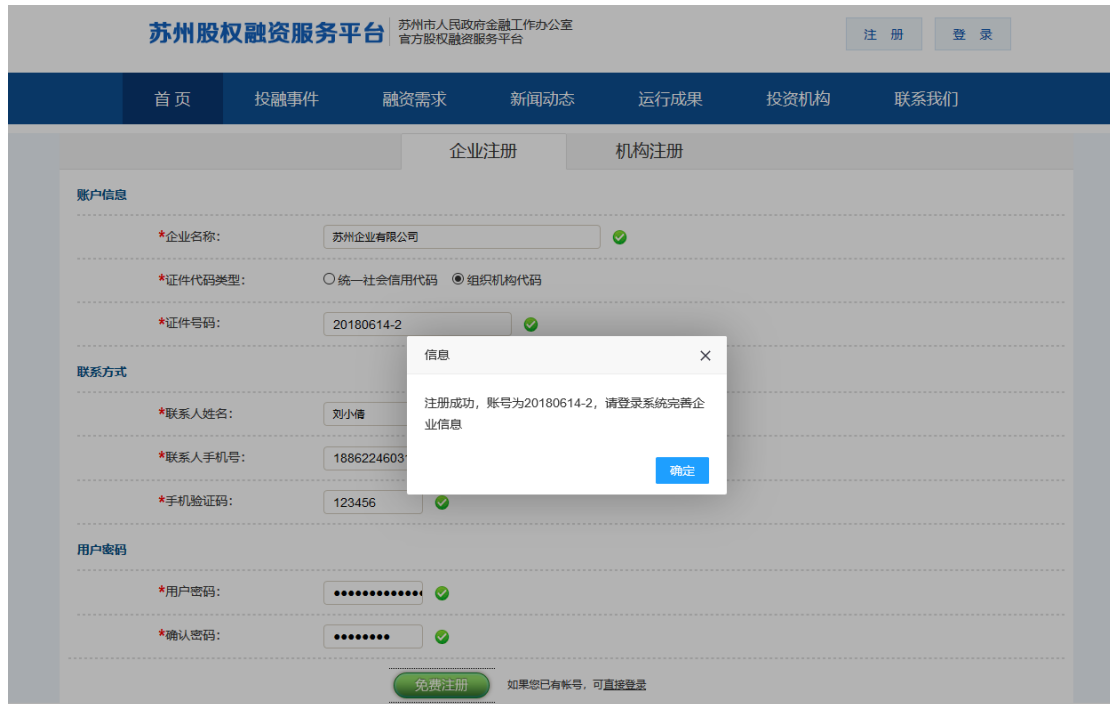 苏州股权融资服务平台
苏州市人民政府金融工作办公室
官方股权融资服务平台
注 册
登 录
首 页 投融事件 融资需求 新闻动态 运行成果 投资机构 联系我们
企业注册 机构注册
账户信息
*企业名称: 苏州企业有限公司
*证件代码类型: 统一社会信用代码 组织机构代码
*证件号码: 20180614-2
联系方式
*联系人姓名: 刘小倩
*联系人手机号: 1886224603
*手机验证码: 123456
信息
注册成功，账号为20180614-2，请登录系统完善企
业信息
确定
用户密码
*用户密码: ●●●●●●●●●●●●●
*确认密码: ●●●●●●●●
免费注册 如果您已有帐号，可直接登录